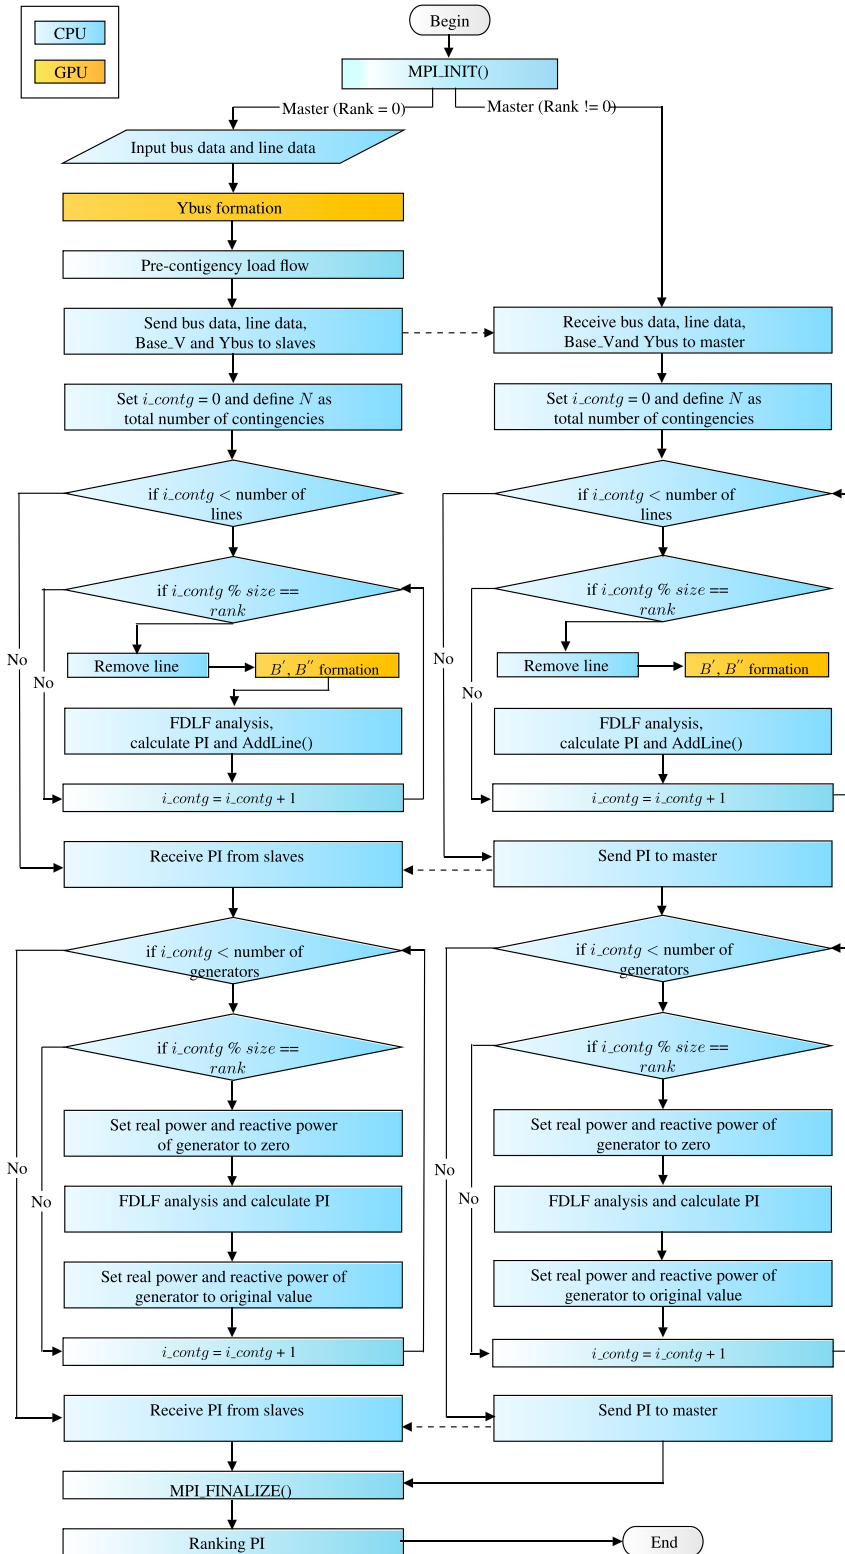 Begin
CPU
GPU
MPI_INIT()
Master (Rank = 0)
Master (Rank != 0)
Input bus data and line data
Ybus formation
Pre-contigency load flow
Send bus data, line data,
Base_V and Ybus to slaves
Receive bus data, line data,
Base_Vand Ybus to master
Set i_contg = 0 and define N as
total number of contingencies
Set i_contg = 0 and define N as
total number of contingencies
if i_contg < number of
lines
if i_contg < number of
lines
if i_contg % size ==
rank
if i_contg % size ==
rank
No
No
No
No
Remove line
B′, B″ formation
Remove line
B′, B″ formation
FDLF analysis,
calculate PI and AddLine()
FDLF analysis,
calculate PI and AddLine()
i_contg = i_contg + 1
i_contg = i_contg + 1
Receive PI from slaves
Send PI to master
if i_contg < number of
generators
if i_contg < number of
generators
if i_contg % size ==
rank
if i_contg % size ==
rank
Set real power and reactive power
of generator to zero
Set real power and reactive power of
generator to zero
No
No
No
No
FDLF analysis and calculate PI
FDLF analysis and calculate PI
Set real power and reactive power of
generator to original value
Set real power and reactive power of
generator to original value
i_contg = i_contg + 1
i_contg = i_contg + 1
Receive PI from slaves
Send PI to master
MPI_FINALIZE()
Ranking PI
End